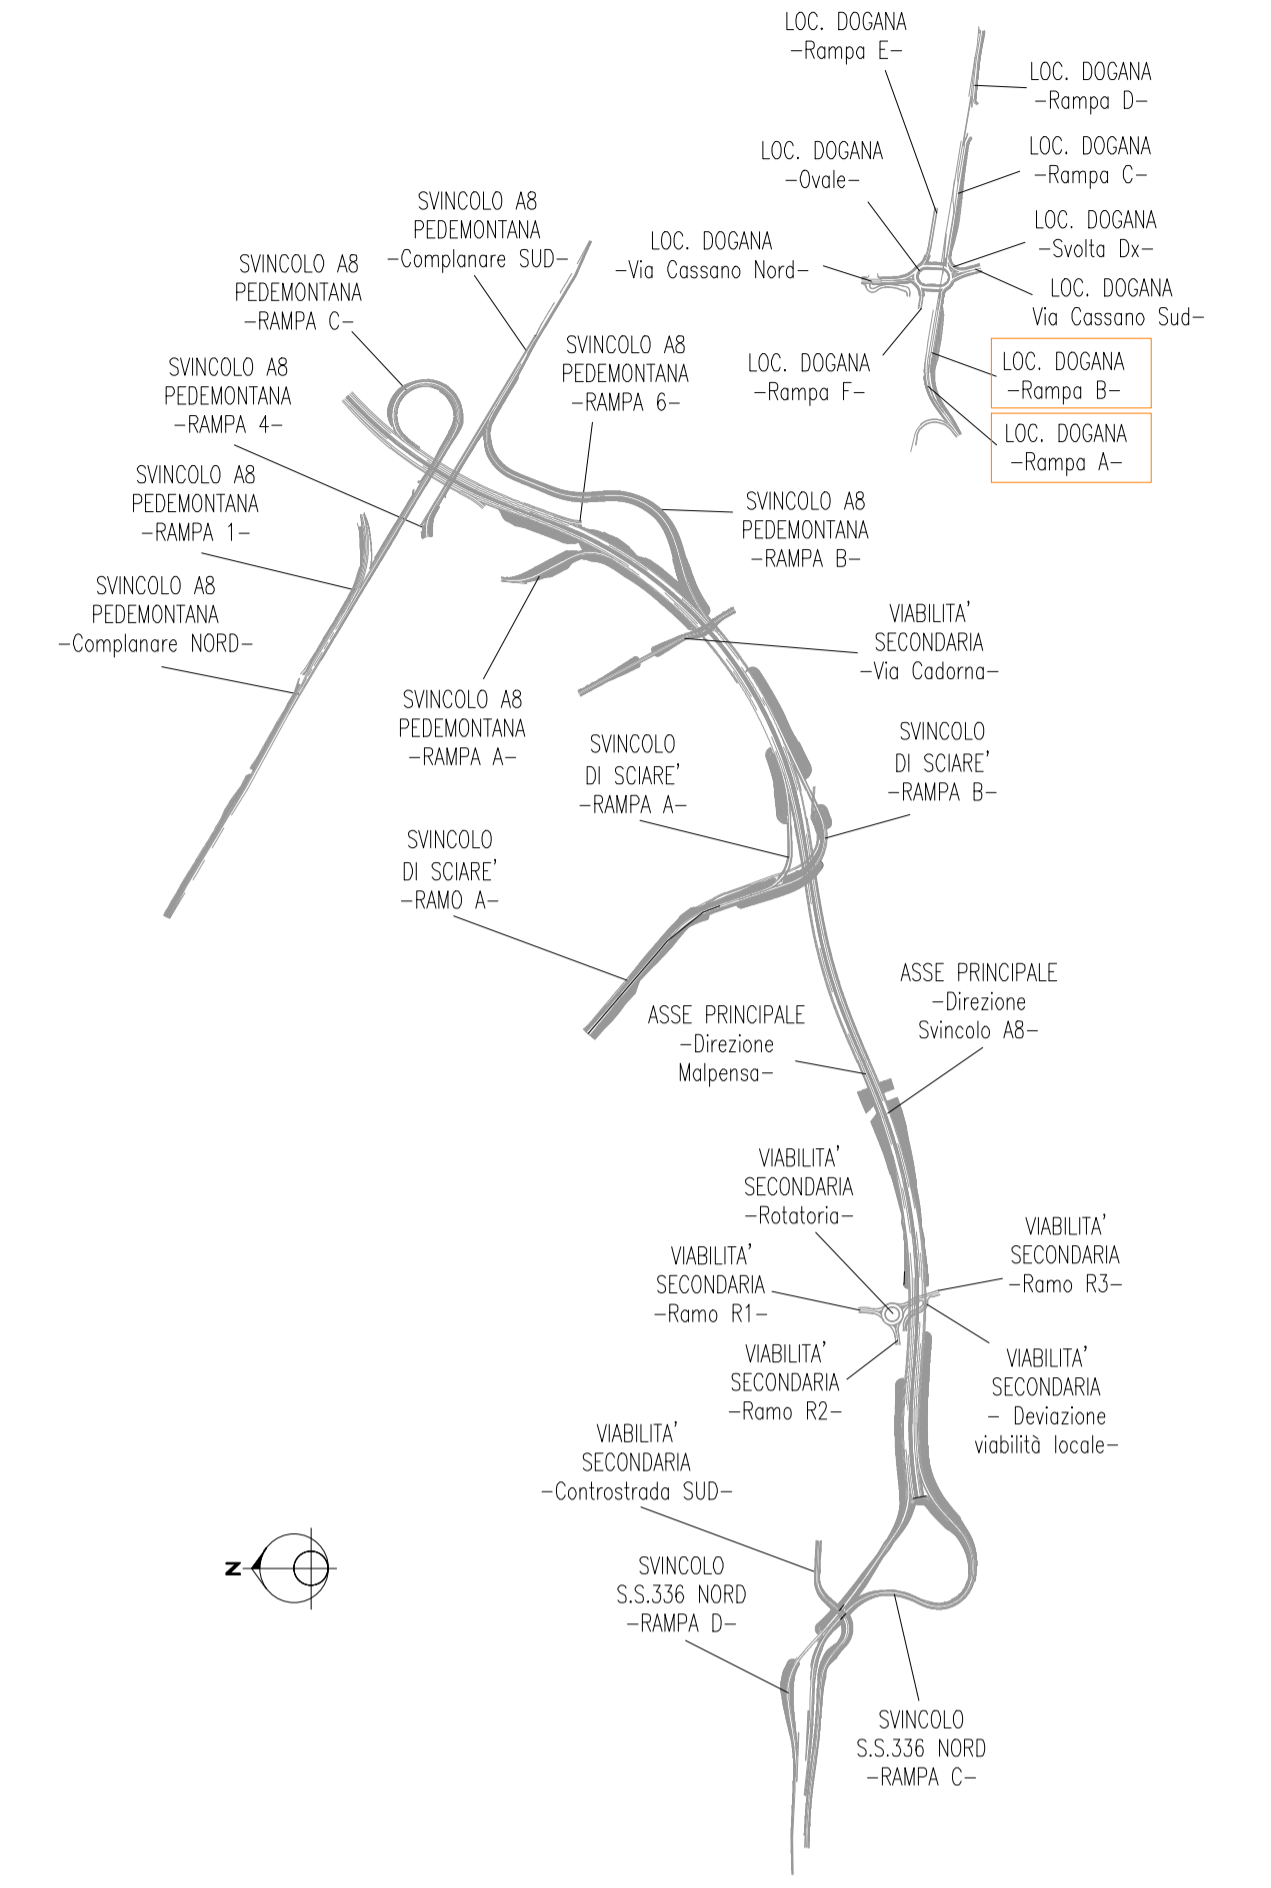 LOC. DOGANA
-Rampa E-
LOC. DOGANA
-Rampa D-
LOC. DOGANA
-Ovale-
LOC. DOGANA
-Rampa C-
SVINCOLO A8
PEDEMONTANA
-Complanare SUD-
LOC. DOGANA
-Svolta Dx-
LOC. DOGANA
-Via Cassano Nord-
SVINCOLO A8
PEDEMONTANA
-RAMPA C-
LOC. DOGANA
Via Cassano Sud-
SVINCOLO A8
PEDEMONTANA
-RAMPA 6-
LOC. DOGANA
-Rampa F-
LOC. DOGANA
-Rampa B-
SVINCOLO A8
PEDEMONTANA
-RAMPA 4-
LOC. DOGANA
-Rampa A-
SVINCOLO A8
PEDEMONTANA
-RAMPA 1-
SVINCOLO A8
PEDEMONTANA
-RAMPA B-
SVINCOLO A8
PEDEMONTANA
-Complanare NORD-
VIABILITA'
SECONDARIA
-Via Cadorna-
SVINCOLO A8
PEDEMONTANA
-RAMPA A-
SVINCOLO
DI SCIARE'
-RAMPA A-
SVINCOLO
DI SCIARE'
-RAMPA B-
SVINCOLO
DI SCIARE'
-RAMO A-
ASSE PRINCIPALE
-Direzione
Svincolo A8-
ASSE PRINCIPALE
-Direzione
Malpensa-
VIABILITA'
SECONDARIA
-Rotatoria-
VIABILITA'
SECONDARIA
-Ramo R3-
VIABILITA'
SECONDARIA
-Ramo R1-
VIABILITA'
SECONDARIA
-Ramo R2-
VIABILITA'
SECONDARIA
- Deviazione
viabilità locale-
VIABILITA'
SECONDARIA
-Controstrada SUD-
N
SVINCOLO
S.S.336 NORD
-RAMPA D-
SVINCOLO
S.S.336 NORD
-RAMPA C-